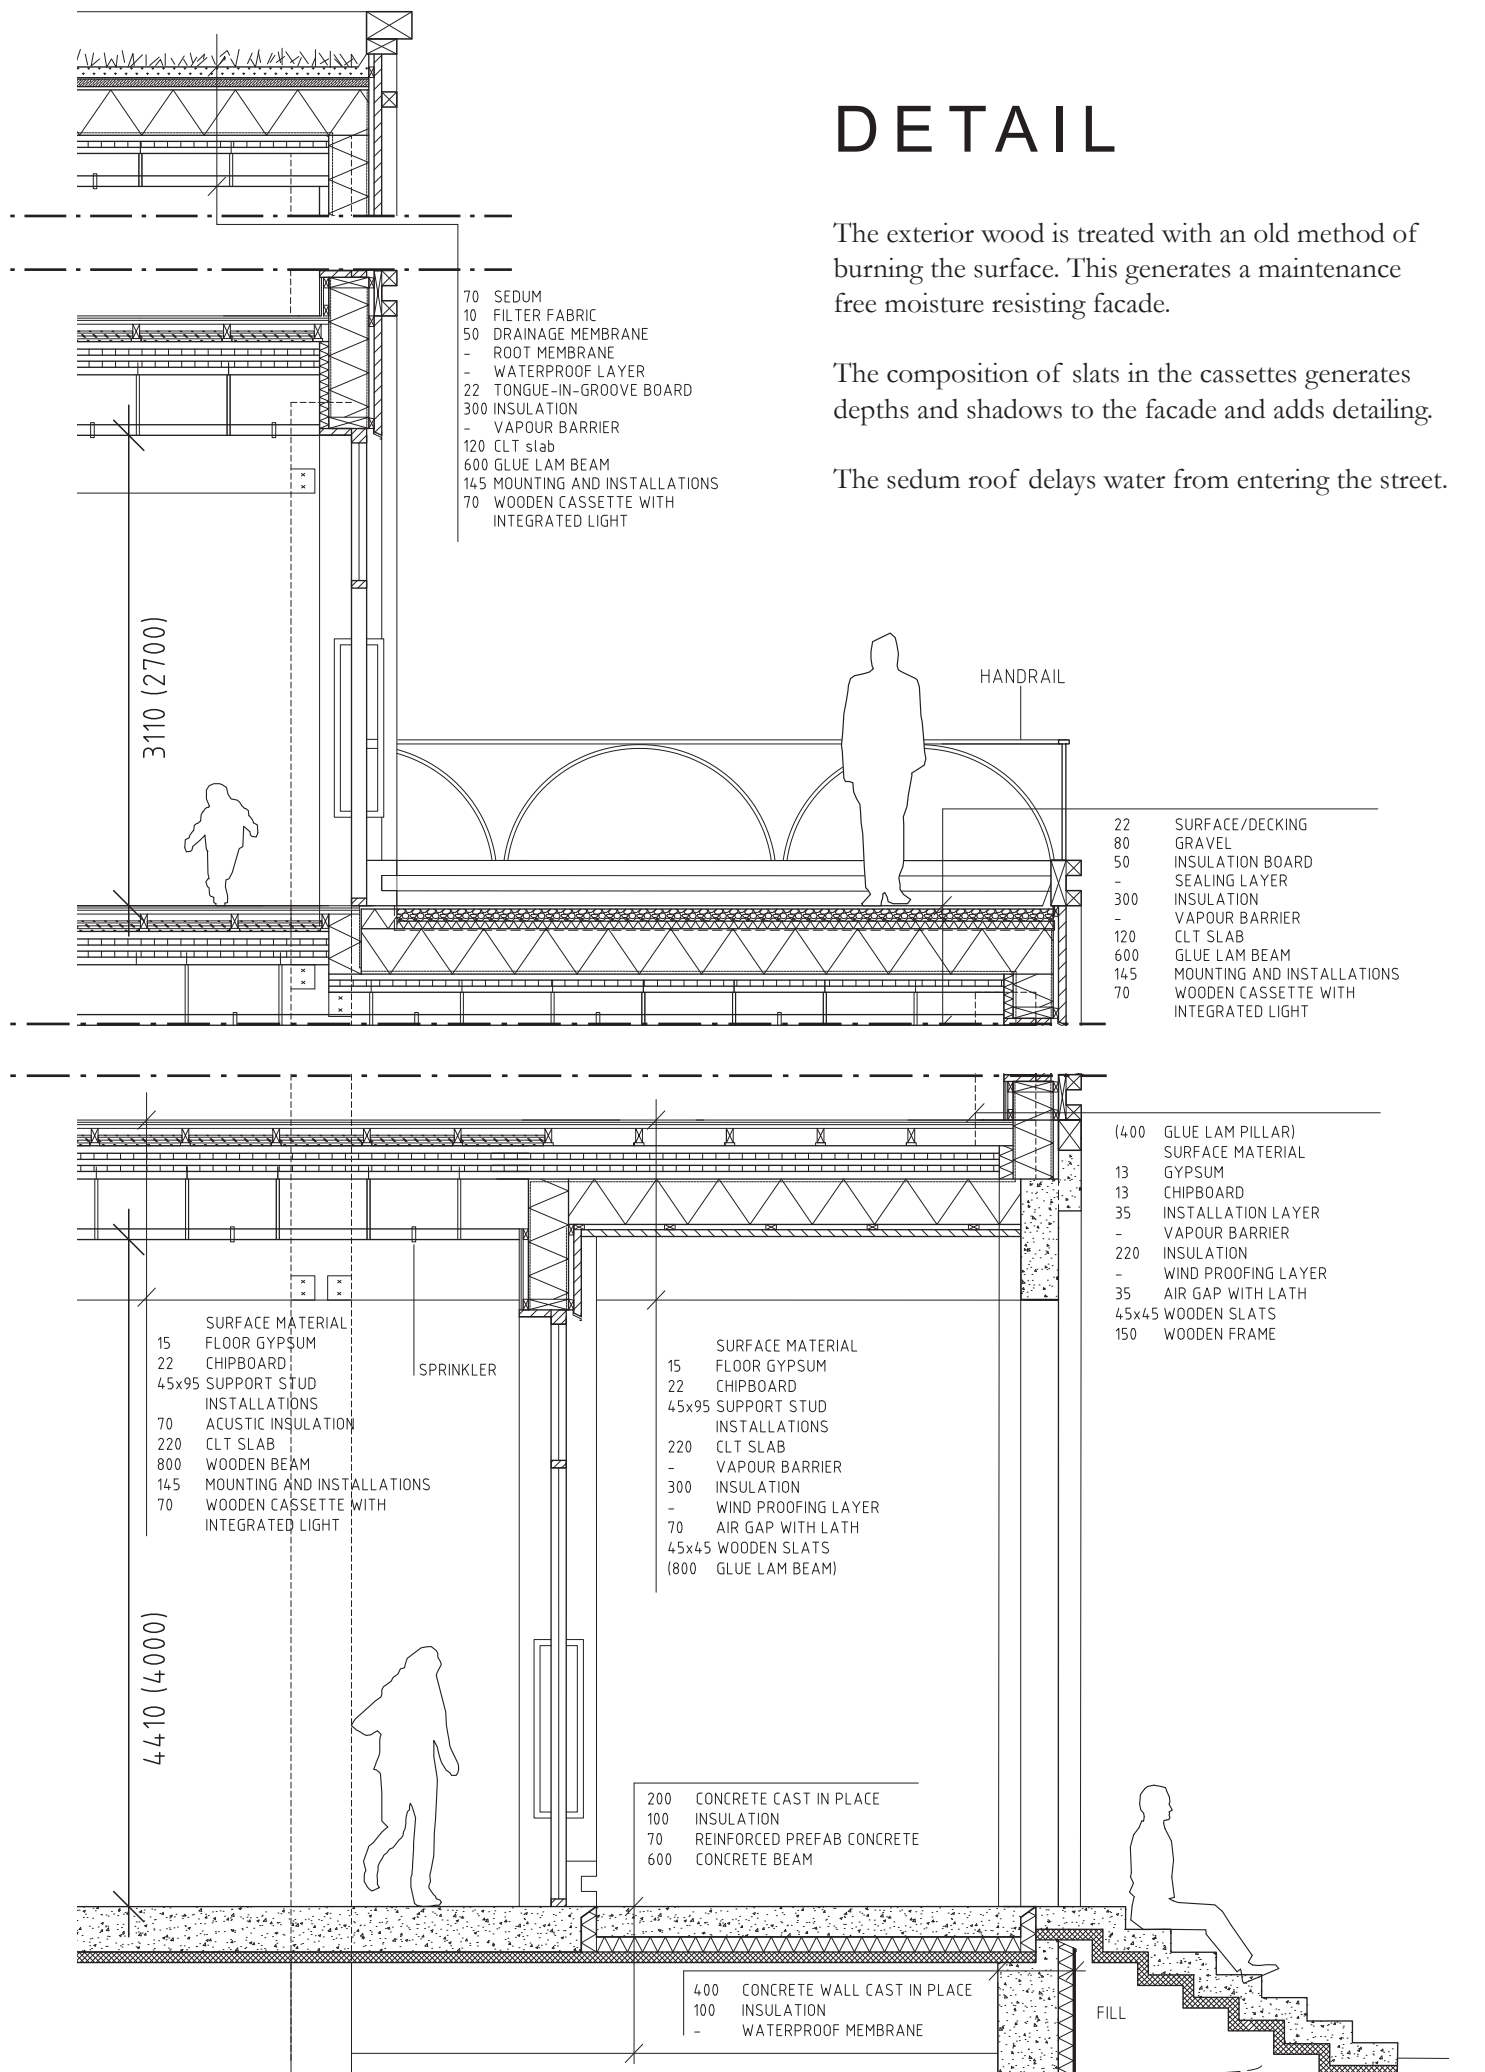 DETAIL
The exterior wood is treated with an old method of
burning the surface. This generates a maintenance
free moisture resisting facade.
The composition of slats in the cassettes generates
depths and shadows to the facade and adds detailing.
The sedum roof delays water from entering the street.
70 SEDUM
10 FILTER FABRIC
50 DRAINAGE MEMBRANE
- ROOT MEMBRANE
- WATERPROOF LAYER
22 TONGUE-IN-GROOVE BOARD
300 INSULATION
- VAPOUR BARRIER
120 CLT slab
600 GLUE LAM BEAM
145 MOUNTING AND INSTALLATIONS
70 WOODEN CASSETTE WITH
INTEGRATED LIGHT
3110 (2700)
HANDRAIL
22 SURFACE/DECKING
80 GRAVEL
50 INSULATION BOARD
- SEALING LAYER
300 INSULATION
- VAPOUR BARRIER
120 CLT SLAB
600 GLUE LAM BEAM
145 MOUNTING AND INSTALLATIONS
70 WOODEN CASSETTE WITH
INTEGRATED LIGHT
(400 GLUE LAM PILLAR)
SURFACE MATERIAL
13 GYPSUM
13 CHIPBOARD
35 INSTALLATION LAYER
- VAPOUR BARRIER
220 INSULATION
- WIND PROOFING LAYER
35 AIR GAP WITH LATH
45x45 WOODEN SLATS
150 WOODEN FRAME
SURFACE MATERIAL
15 FLOOR GYPSUM
22 CHIPBOARD
45x95 SUPPORT STUD
INSTALLATIONS
70 ACUSTIC INSULATION
220 CLT SLAB
800 WOODEN BEAM
145 MOUNTING AND INSTALLATIONS
70 WOODEN CASSETTE WITH
INTEGRATED LIGHT
SPRINKLER
SURFACE MATERIAL
15 FLOOR GYPSUM
22 CHIPBOARD
45x95 SUPPORT STUD
INSTALLATIONS
220 CLT SLAB
- VAPOUR BARRIER
300 INSULATION
- WIND PROOFING LAYER
70 AIR GAP WITH LATH
45x45 WOODEN SLATS
(800 GLUE LAM BEAM)
4410 (4000)
200 CONCRETE CAST IN PLACE
100 INSULATION
70 REINFORCED PREFAB CONCRETE
600 CONCRETE BEAM
400 CONCRETE WALL CAST IN PLACE
100 INSULATION
- WATERPROOF MEMBRANE
FILL